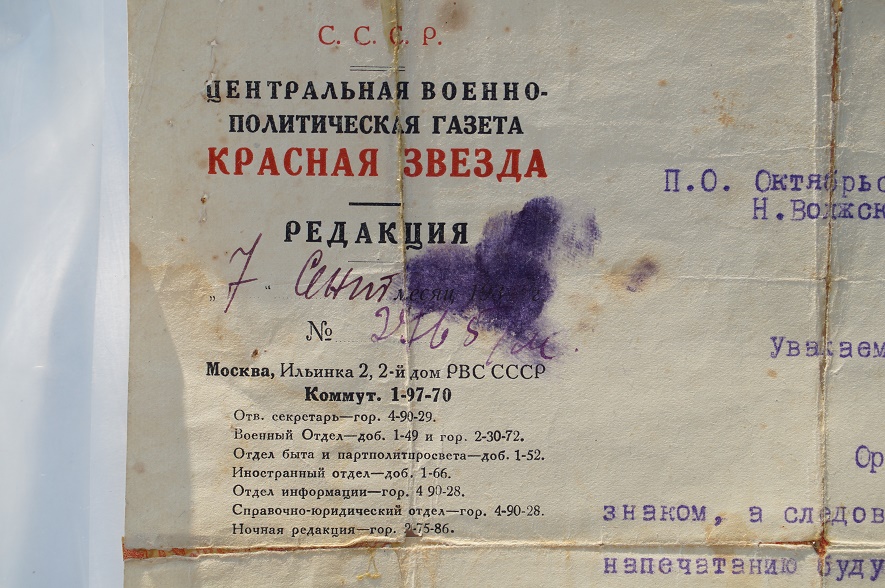 С. С. С. Р.
ЦЕНТРАЛЬНАЯ ВОЕННО-
ПОЛИТИЧЕСКАЯ ГАЗЕТА
КРАСНАЯ ЗВЕЗДА
РЕДАКЦИЯ
„ 7 “ Сент месяц
№
Москва, Ильинка 2, 2-й дом РВС СССР
Коммут. 1-97-70
Отв. секретарь—гор. 4-90-29.
Военный Отдел—доб. 1-49 и гор. 2-30-72.
Отдел быта и партполитпросвета—доб. 1-52.
Иностранный отдел—доб. 1-66.
Отдел информации—гор. 4 90-28.
Справочно-юридический отдел—гор. 4-90-28.
Ночная редакция—гор. 2-75-86.
П.О. Октябрьс
Н.Волжск
Уважаем
Ор
знаком, а следов
напечатанию буду